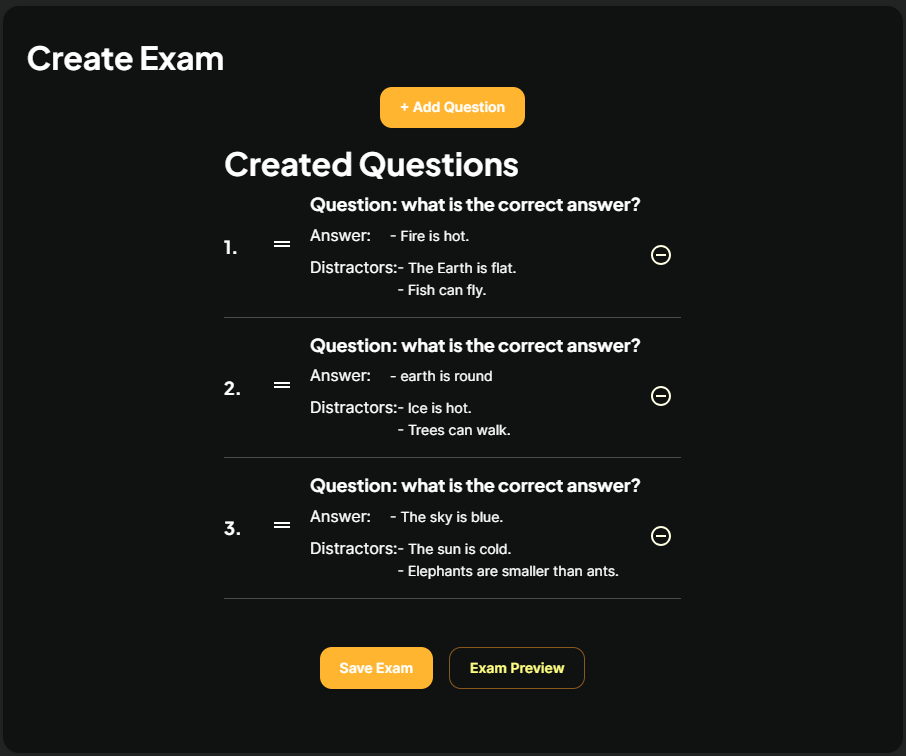 Create Exam
+ Add Question
Created Questions
Question: what is the correct answer?
1.
Answer: - Fire is hot.
Distractors:- The Earth is flat.
- Fish can fly.
Question: what is the correct answer?
2.
Answer: - earth is round
Distractors:- Ice is hot.
- Trees can walk.
Question: what is the correct answer?
3.
Answer: - The sky is blue.
Distractors:- The sun is cold.
- Elephants are smaller than ants.
Save Exam Exam Preview